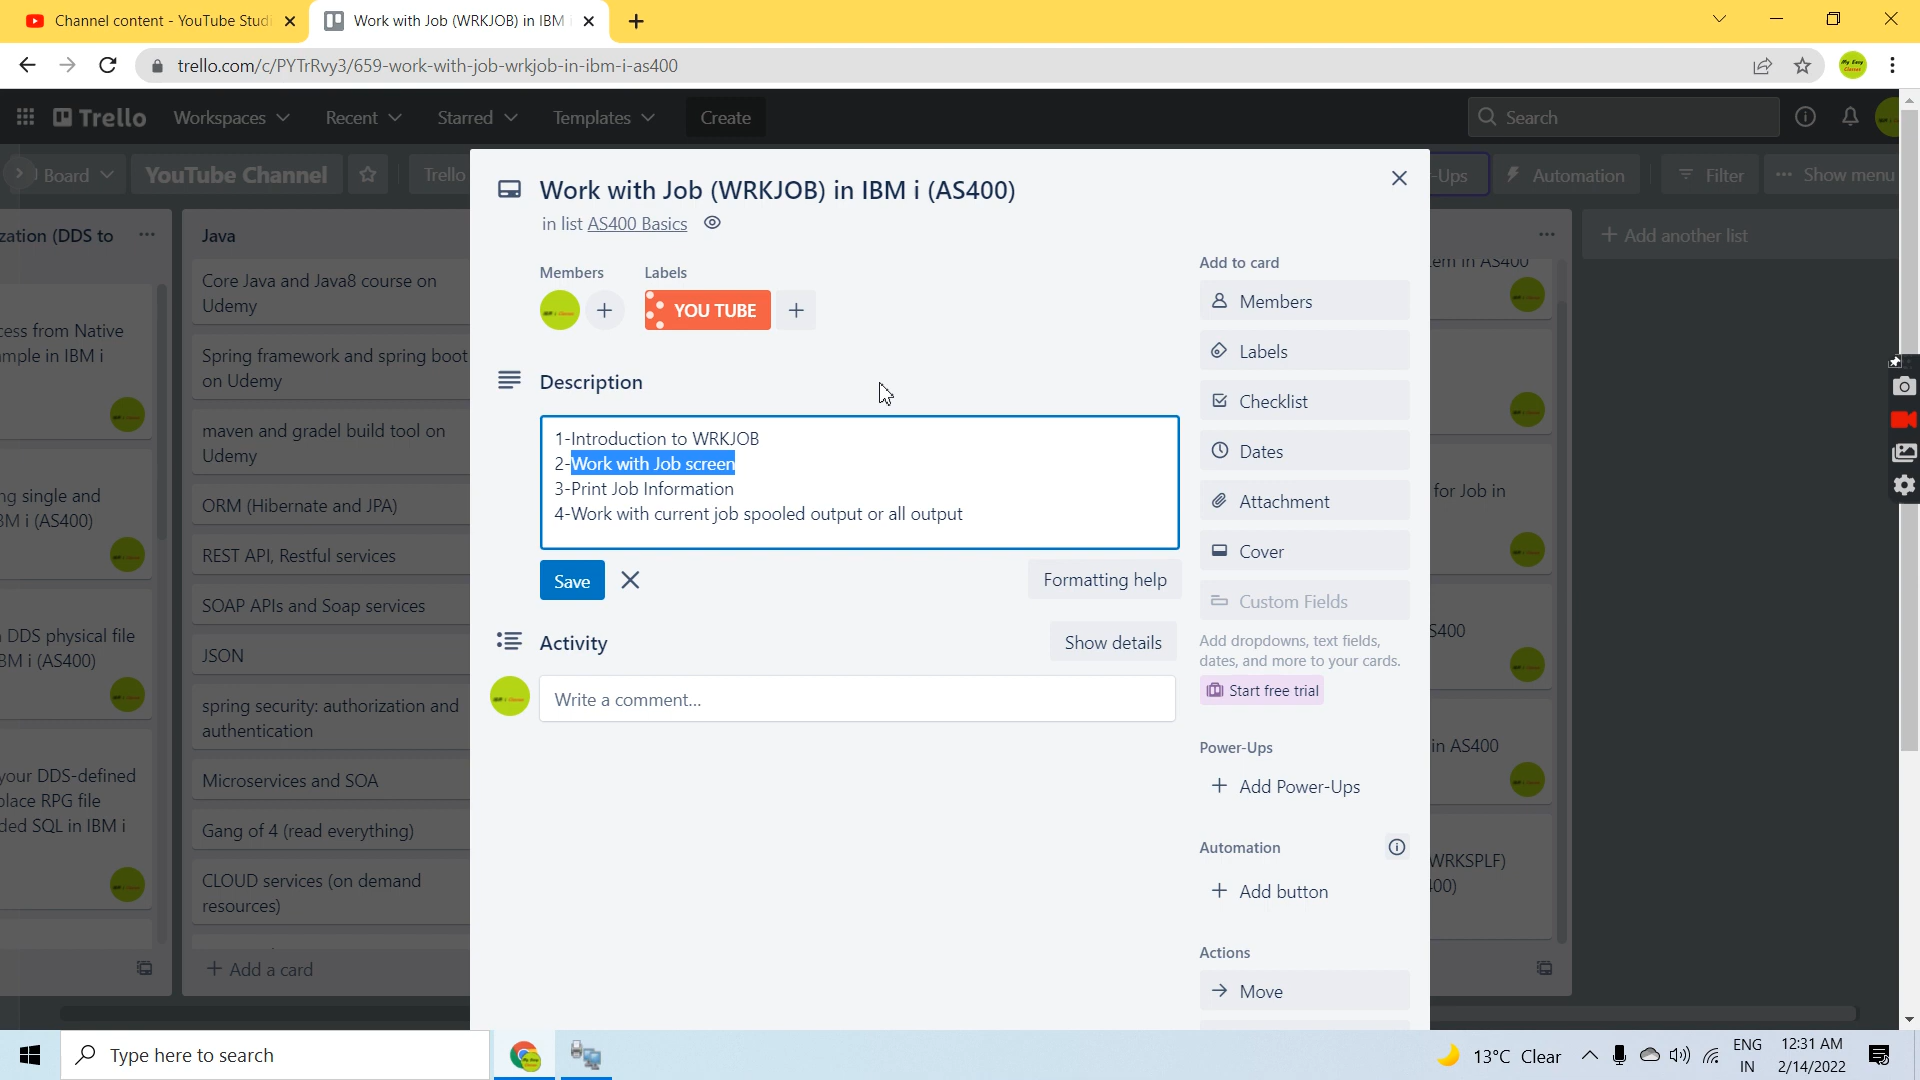 Channel content - YouTube Studi
Work with Job (WRKJOB) in IBM i
trello.com/c/PYTrRvy3/659-work-with-job-wrkjob-in-ibm-i-as400
Trello
Workspaces
Recent
Starred
Templates
Create
Search
Board
YouTube Channel
Trello
-Ups
Automation
Filter
Show menu
zation (DDS to
cess from Native
mple in IBM i
ng single and
BM i (AS400)
DDS physical file
BM i (AS400)
your DDS-defined
place RPG file
ded SQL in IBM i
Java
Core Java and Java8 course on
Udemy
Spring framework and spring boot
on Udemy
maven and gradel build tool on
Udemy
ORM (Hibernate and JPA)
REST API, Restful services
SOAP APIs and Soap services
JSON
spring security: authorization and
authentication
Microservices and SOA
Gang of 4 (read everything)
CLOUD services (on demand
resources)
+ Add a card
Work with Job (WRKJOB) in IBM i (AS400)
in list AS400 Basics
Members
Labels
YOU TUBE
Description
1-Introduction to WRKJOB
2-Work with Job screen
3-Print Job Information
4-Work with current job spooled output or all output
Save
Formatting help
Activity
Show details
Write a comment...
Add to card
Members
Labels
Checklist
Dates
Attachment
Cover
Custom Fields
Add dropdowns, text fields,
dates, and more to your cards.
Start free trial
Power-Ups
+ Add Power-Ups
Automation
+ Add button
Actions
Move
+ Add another list
for Job in
S400
in AS400
WRKSPLF)
400)
Type here to search
13°C Clear
ENG
IN
12:31 AM
2/14/2022